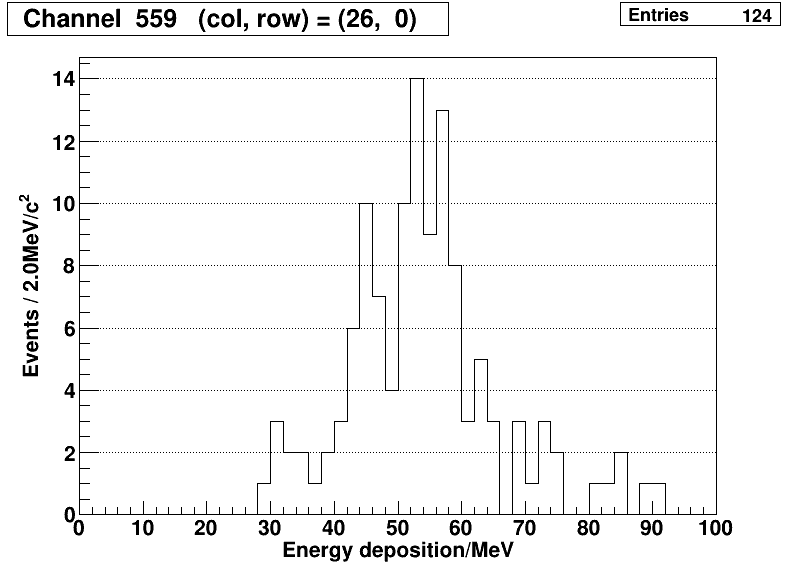 Channel 559 (col, row) = (26, 0)
Entries 124
14
12
10
8
6
4
2
0
Events / 2.0MeV/c²
0 10 20 30 40 50 60 70 80 90 100
Energy deposition/MeV